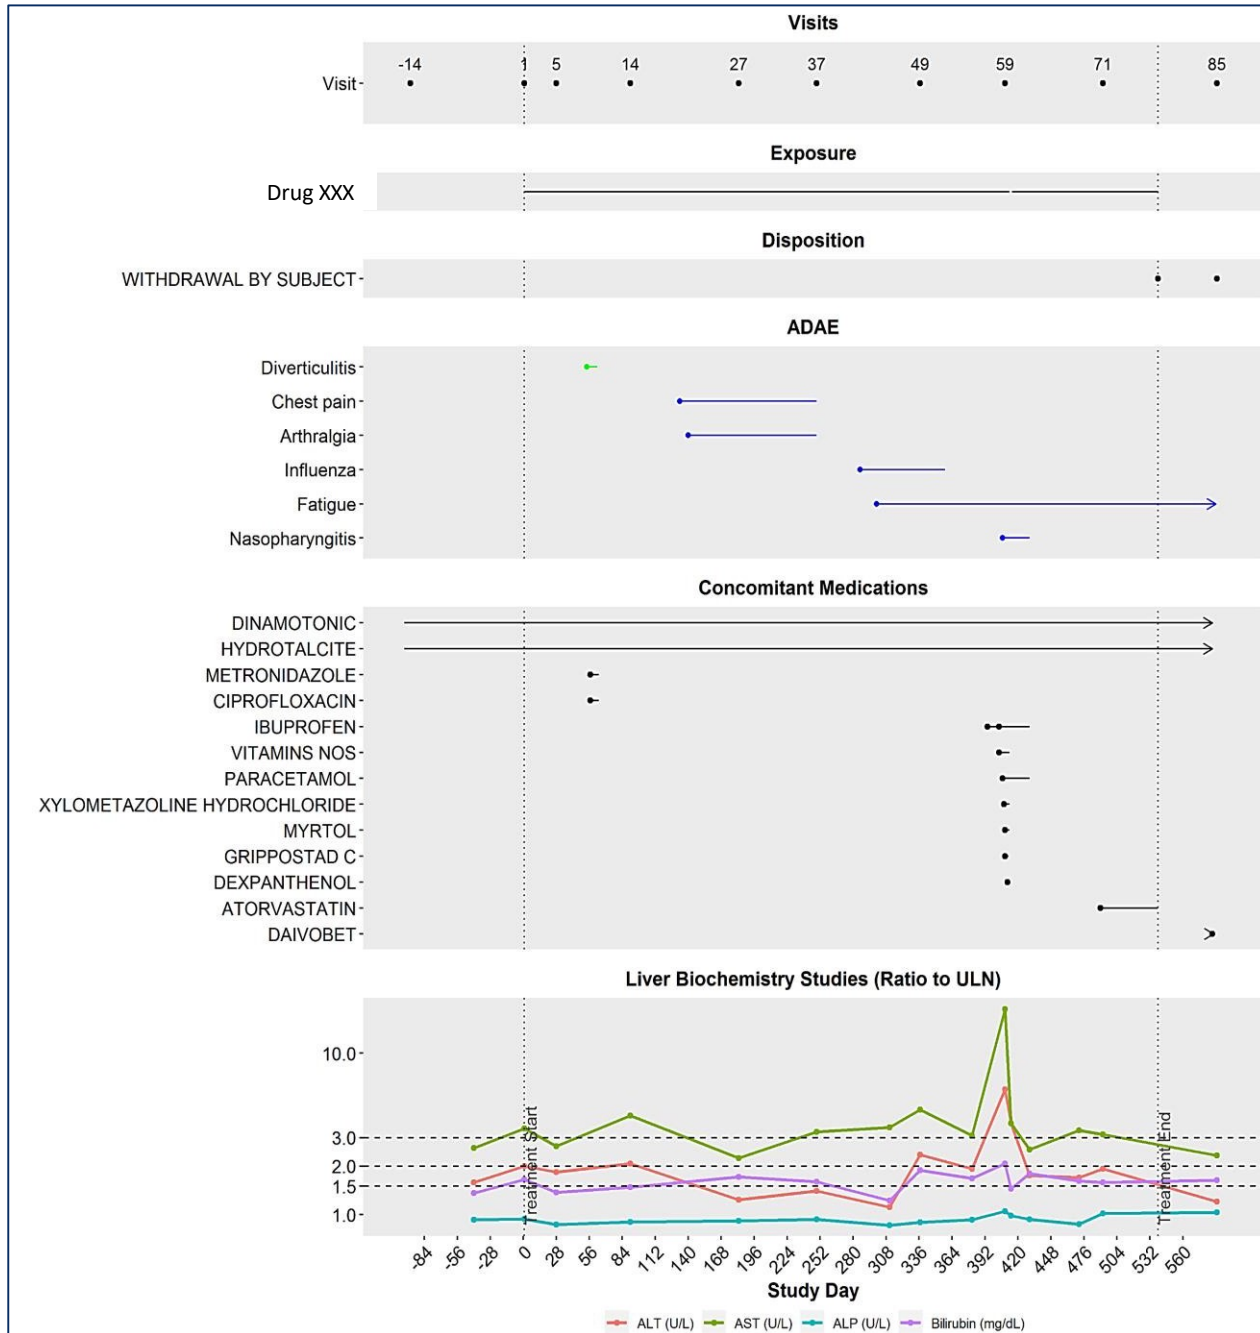 Visits
-14 1 5 14 27 37 49 59 71 85
Visit
Exposure
Drug XXX
Disposition
WITHDRAWAL BY SUBJECT
ADAE
Diverticulitis
Chest pain
Arthralgia
Influenza
Fatigue
Nasopharyngitis
Concomitant Medications
DINAMOTONIC
HYDROTALCITE
METRONIDAZOLE
CIPROFLOXACIN
IBUPROFEN
VITAMINS NOS
PARACETAMOL
XYLOMETAZOLINE HYDROCHLORIDE
MYRTOL
GRIPPOSTAD C
DEXPANTHENOL
ATORVASTATIN
DAIVOBET
Liver Biochemistry Studies (Ratio to ULN)
10.0
3.0
2.0
1.5
1.0
Treatment Start
Treatment End
-84 -56 -28 0 28 56 84 112 140 168 196 224 252 280 308 336 364 392 420 448 476 504 532 560
Study Day
ALT (U/L) AST (U/L) ALP (U/L) Bilirubin (mg/dL)